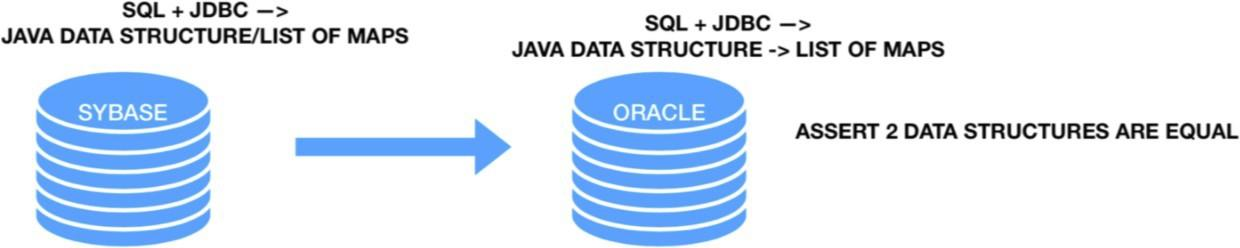 SQL + JDBC —>
JAVA DATA STRUCTURE/LIST OF MAPS
SYBASE
SQL + JDBC —>
JAVA DATA STRUCTURE -> LIST OF MAPS
ORACLE
ASSERT 2 DATA STRUCTURES ARE EQUAL